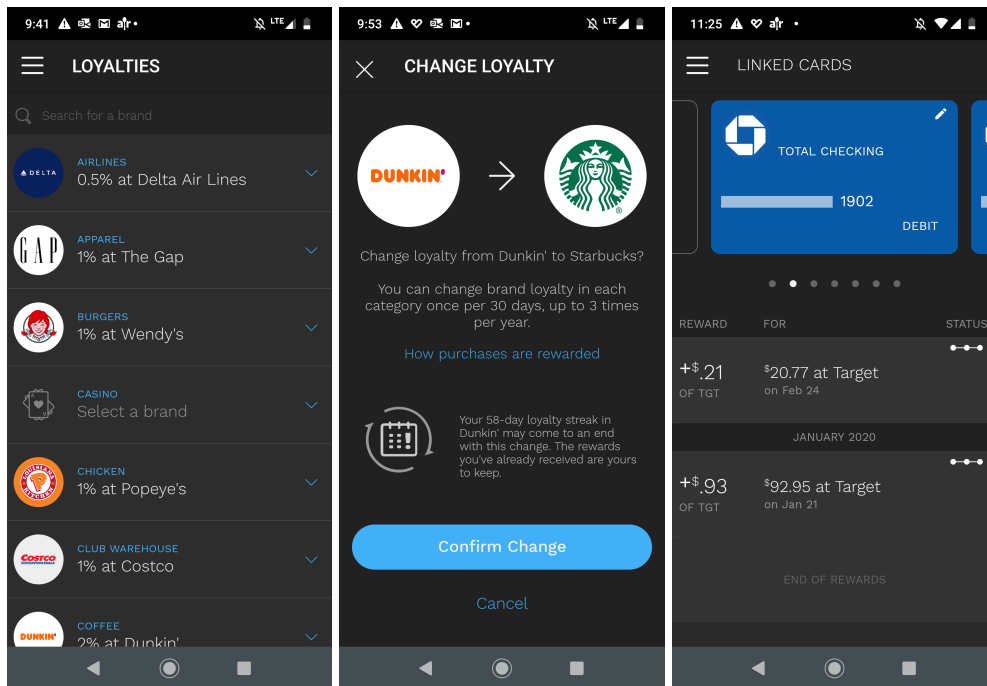 9:41
LTE
LOYALTIES
Search for a brand
DELTA
AIRLINES
0.5% at Delta Air Lines
GAP
APPAREL
1% at The Gap
BURGERS
1% at Wendy's
CASINO
Select a brand
LOUISIANA
KITCHEN
CHICKEN
1% at Popeye's
COSTCO
WHOLESALE
CLUB WAREHOUSE
1% at Costco
DUNKIN'
COFFEE
2% at Dunkin'
9:53
LTE
CHANGE LOYALTY
DUNKIN'
Change loyalty from Dunkin' to Starbucks?
You can change brand loyalty in each
category once per 30 days, up to 3 times
per year.
How purchases are rewarded
Your 58-day loyalty streak in
Dunkin' may come to an end
with this change. The rewards
you've already received are yours
to keep.
Confirm Change
Cancel
11:25
LINKED CARDS
TOTAL CHECKING
1902
DEBIT
REWARD FOR STATUS
+$.21 $20.77 at Target
OF TGT on Feb 24
JANUARY 2020
+$.93 $92.95 at Target
OF TGT on Jan 21
END OF REWARDS